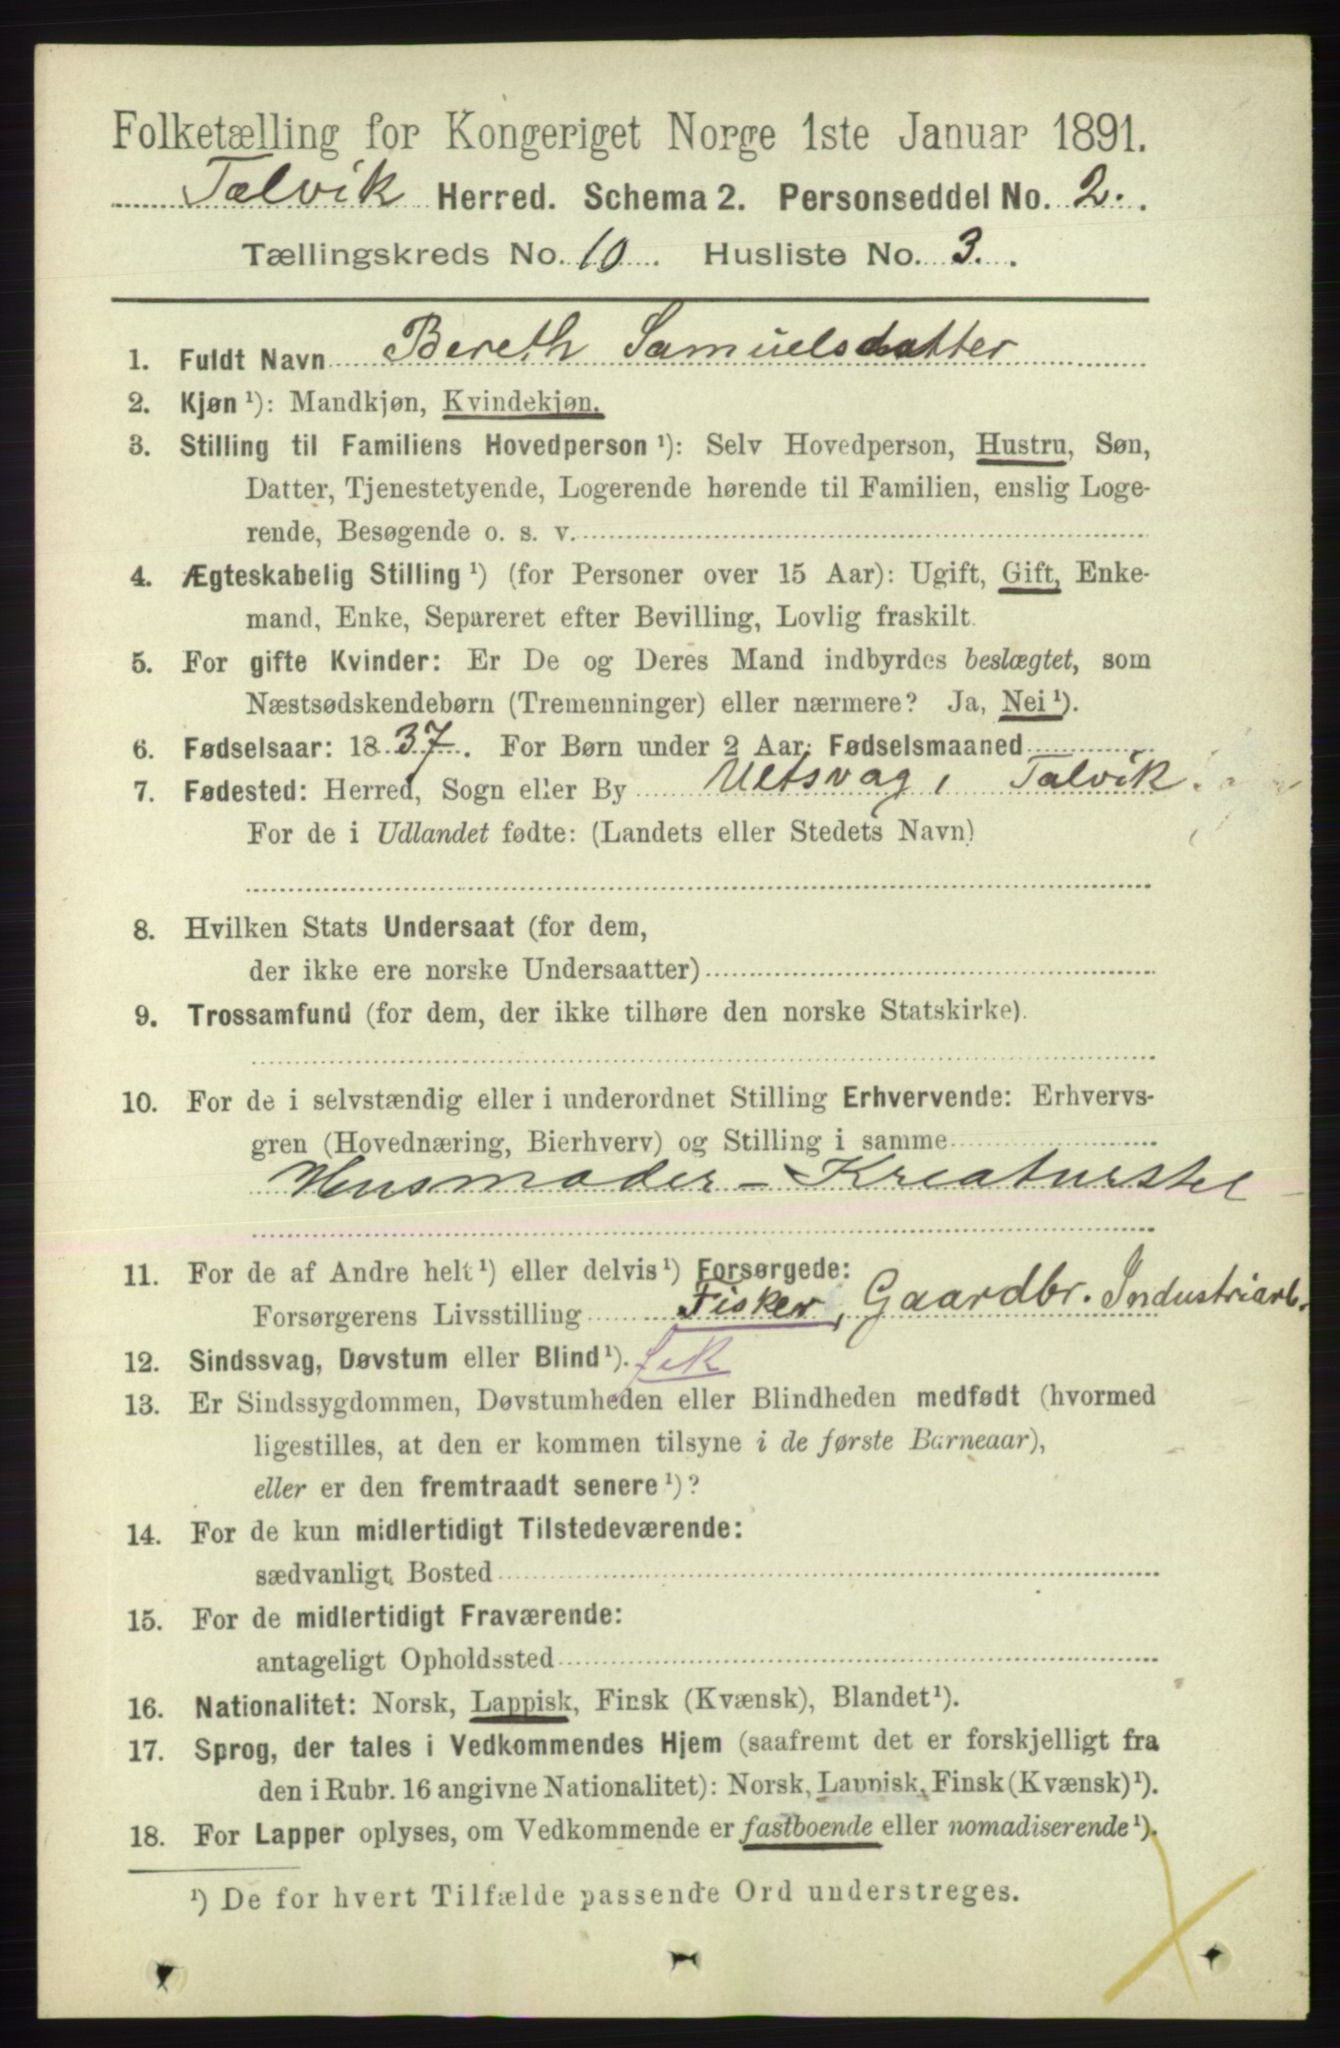 Folketælling for Kongeriget Norge 1ste Januar 1891.
Talvik Herred. Schema 2. Personseddel No. 2.
Tællingskreds No. 10. Husliste No. 3.
1. Fuldt Navn Bereth Samuelsdatter
2. Kjøn ¹): Mandkjøn, Kvindekjøn.
3. Stilling til Familiens Hovedperson ¹): Selv Hovedperson, Hustru, Søn,
Datter, Tjenestetyende, Logerende hørende til Familien, enslig Loge-
rende, Besøgende o. s. v.
4. Ægteskabelig Stilling ¹) (for Personer over 15 Aar): Ugift, Gift, Enke-
mand, Enke, Separeret efter Bevilling, Lovlig fraskilt.
5. For gifte Kvinder: Er De og Deres Mand indbyrdes beslægtet, som
Næstsødskendebørn (Tremenninger) eller nærmere? Ja, Nei ¹).
6. Fødselsaar: 1837. For Børn under 2 Aar: Fødselsmaaned
7. Fødested: Herred, Sogn eller By Ultsvag, Talvik.
For de i Udlandet fødte: (Landets eller Stedets Navn)
8. Hvilken Stats Undersaat (for dem,
der ikke ere norske Undersaatter)
9. Trossamfund (for dem, der ikke tilhøre den norske Statskirke).
10. For de i selvstændig eller i underordnet Stilling Erhvervende: Erhvervs-
gren (Hovednæring, Bierhverv) og Stilling i samme
Husmoder - Kreaturstel
11. For de af Andre helt ¹) eller delvis ¹) Forsørgede:
Forsørgerens Livsstilling Fisker, Gaardbr. Industriarb.
12. Sindssvag, Døvstum eller Blind ¹).
13. Er Sindssygdommen, Døvstumheden eller Blindheden medfødt (hvormed
ligestilles, at den er kommen tilsyne i de første Barneaar),
eller er den fremtraadt senere ¹)?
14. For de kun midlertidigt Tilstedeværende:
sædvanligt Bosted
15. For de midlertidigt Fraværende:
antageligt Opholdssted
16. Nationalitet: Norsk, Lappisk, Finsk (Kvænsk), Blandet ¹).
17. Sprog, der tales i Vedkommendes Hjem (saafremt det er forskjelligt fra
den i Rubr. 16 angivne Nationalitet): Norsk, Lappisk, Finsk (Kvænsk) ¹).
18. For Lapper oplyses, om Vedkommende er fastboende eller nomadiserende ¹).
¹) De for hvert Tilfælde passende Ord understreges.